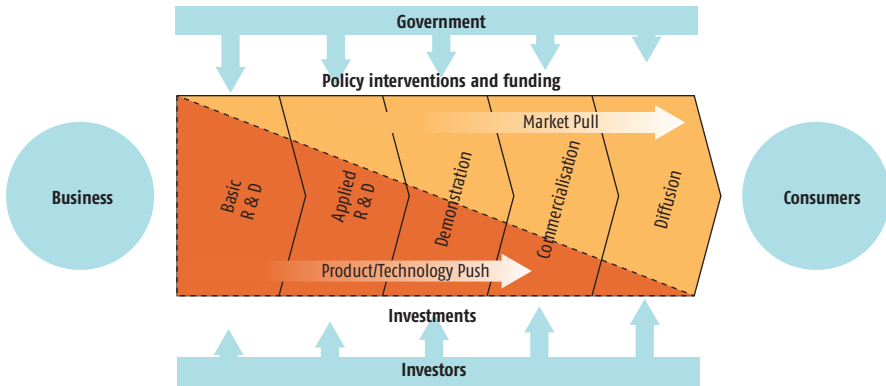 Government
Policy interventions and funding
Market Pull
Business
Basic
R & D
Applied
R & D
Demonstration
Commercialisation
Diffusion
Consumers
Product/Technology Push
Investments
Investors